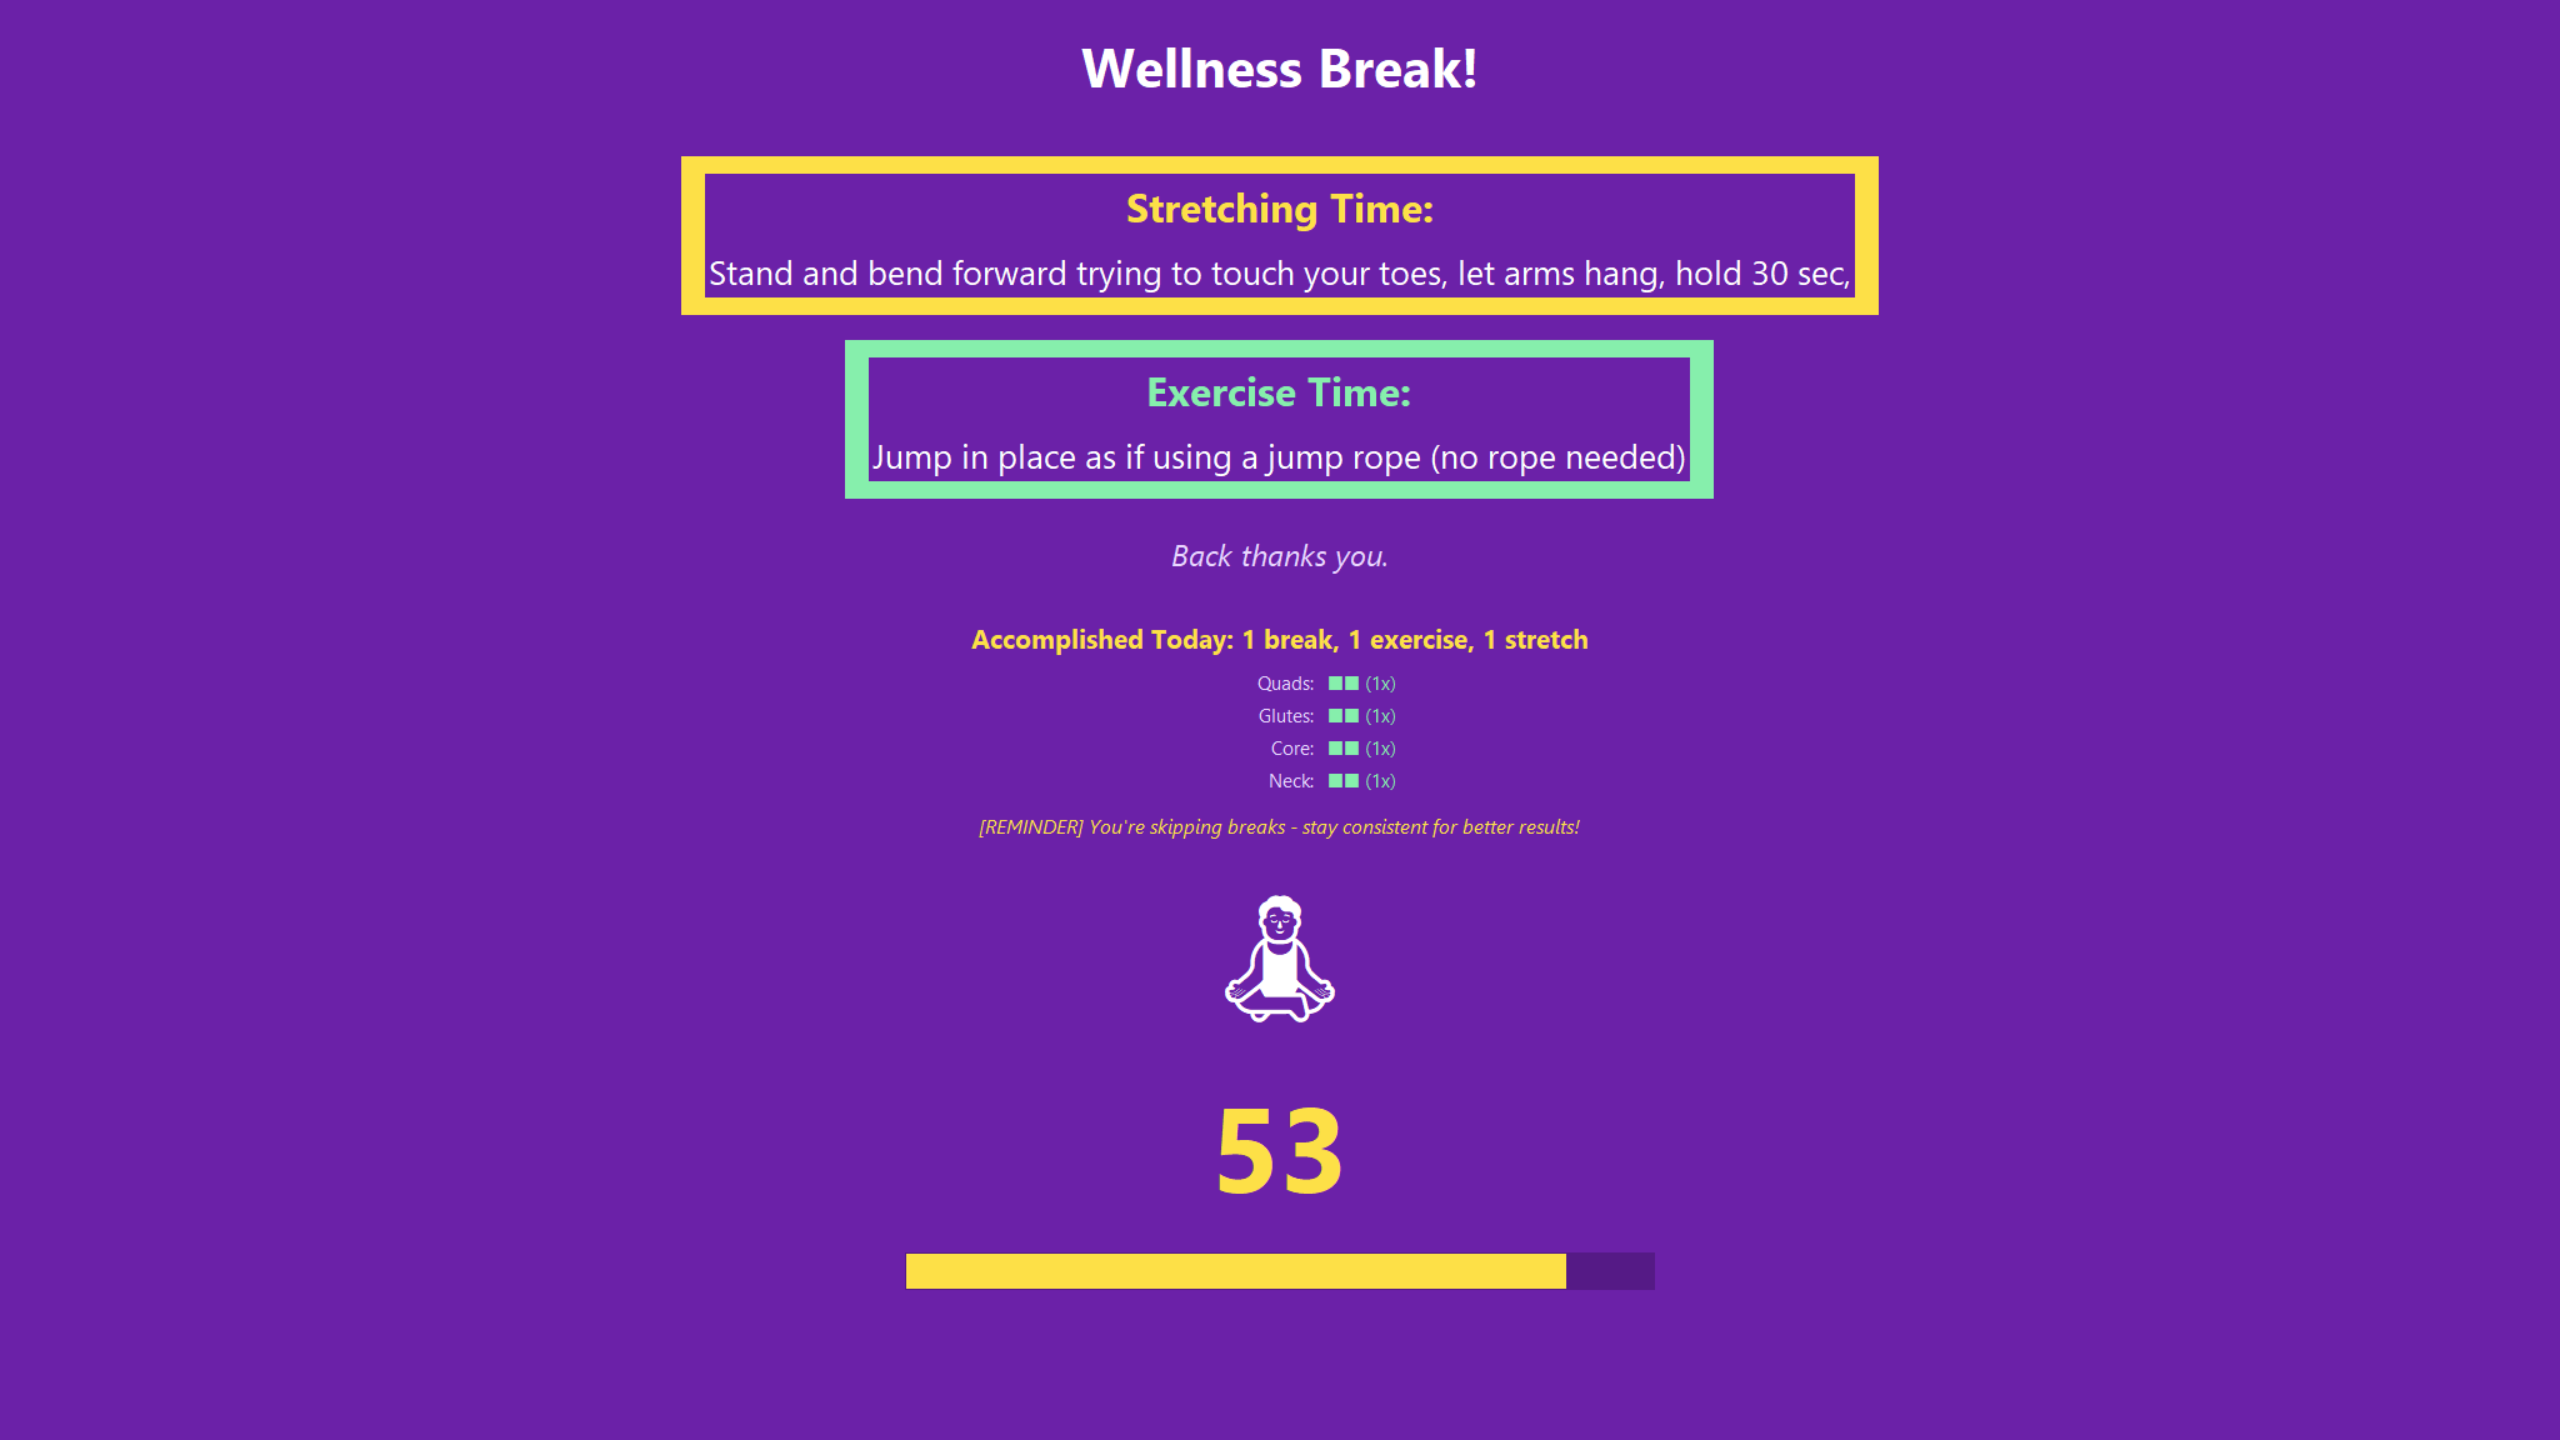 Wellness Break!
Stretching Time:
Stand and bend forward trying to touch your toes, let arms hang, hold 30 sec,
Exercise Time:
Jump in place as if using a jump rope (no rope needed)
Back thanks you.
Accomplished Today: 1 break, 1 exercise, 1 stretch
Quads: ■■ (1x)
Glutes: ■■ (1x)
Core: ■■ (1x)
Neck: ■■ (1x)
[REMINDER] You're skipping breaks - stay consistent for better results!
53